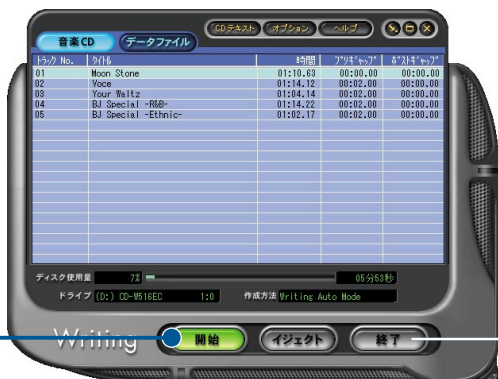 CDテキスト オプション ヘルプ
音楽CD データファイル
トラック No. タイトル 時間 プリギャップ ポストギャップ
01 Moon Stone 01:10.63 00:00.00 00:00.00
02 Voce 01:14.12 00:02.00 00:00.00
03 Your Waltz 01:04.14 00:02.00 00:00.00
04 BJ Special -R&B- 01:14.22 00:02.00 00:00.00
05 BJ Special -Ethnic- 01:02.17 00:02.00 00:00.00
ディスク使用量 7% 05分53秒
ドライブ (D:) CD-W516EC 1:0 作成方法 Writing Auto Mode
Writing 開始 イジェクト 終了